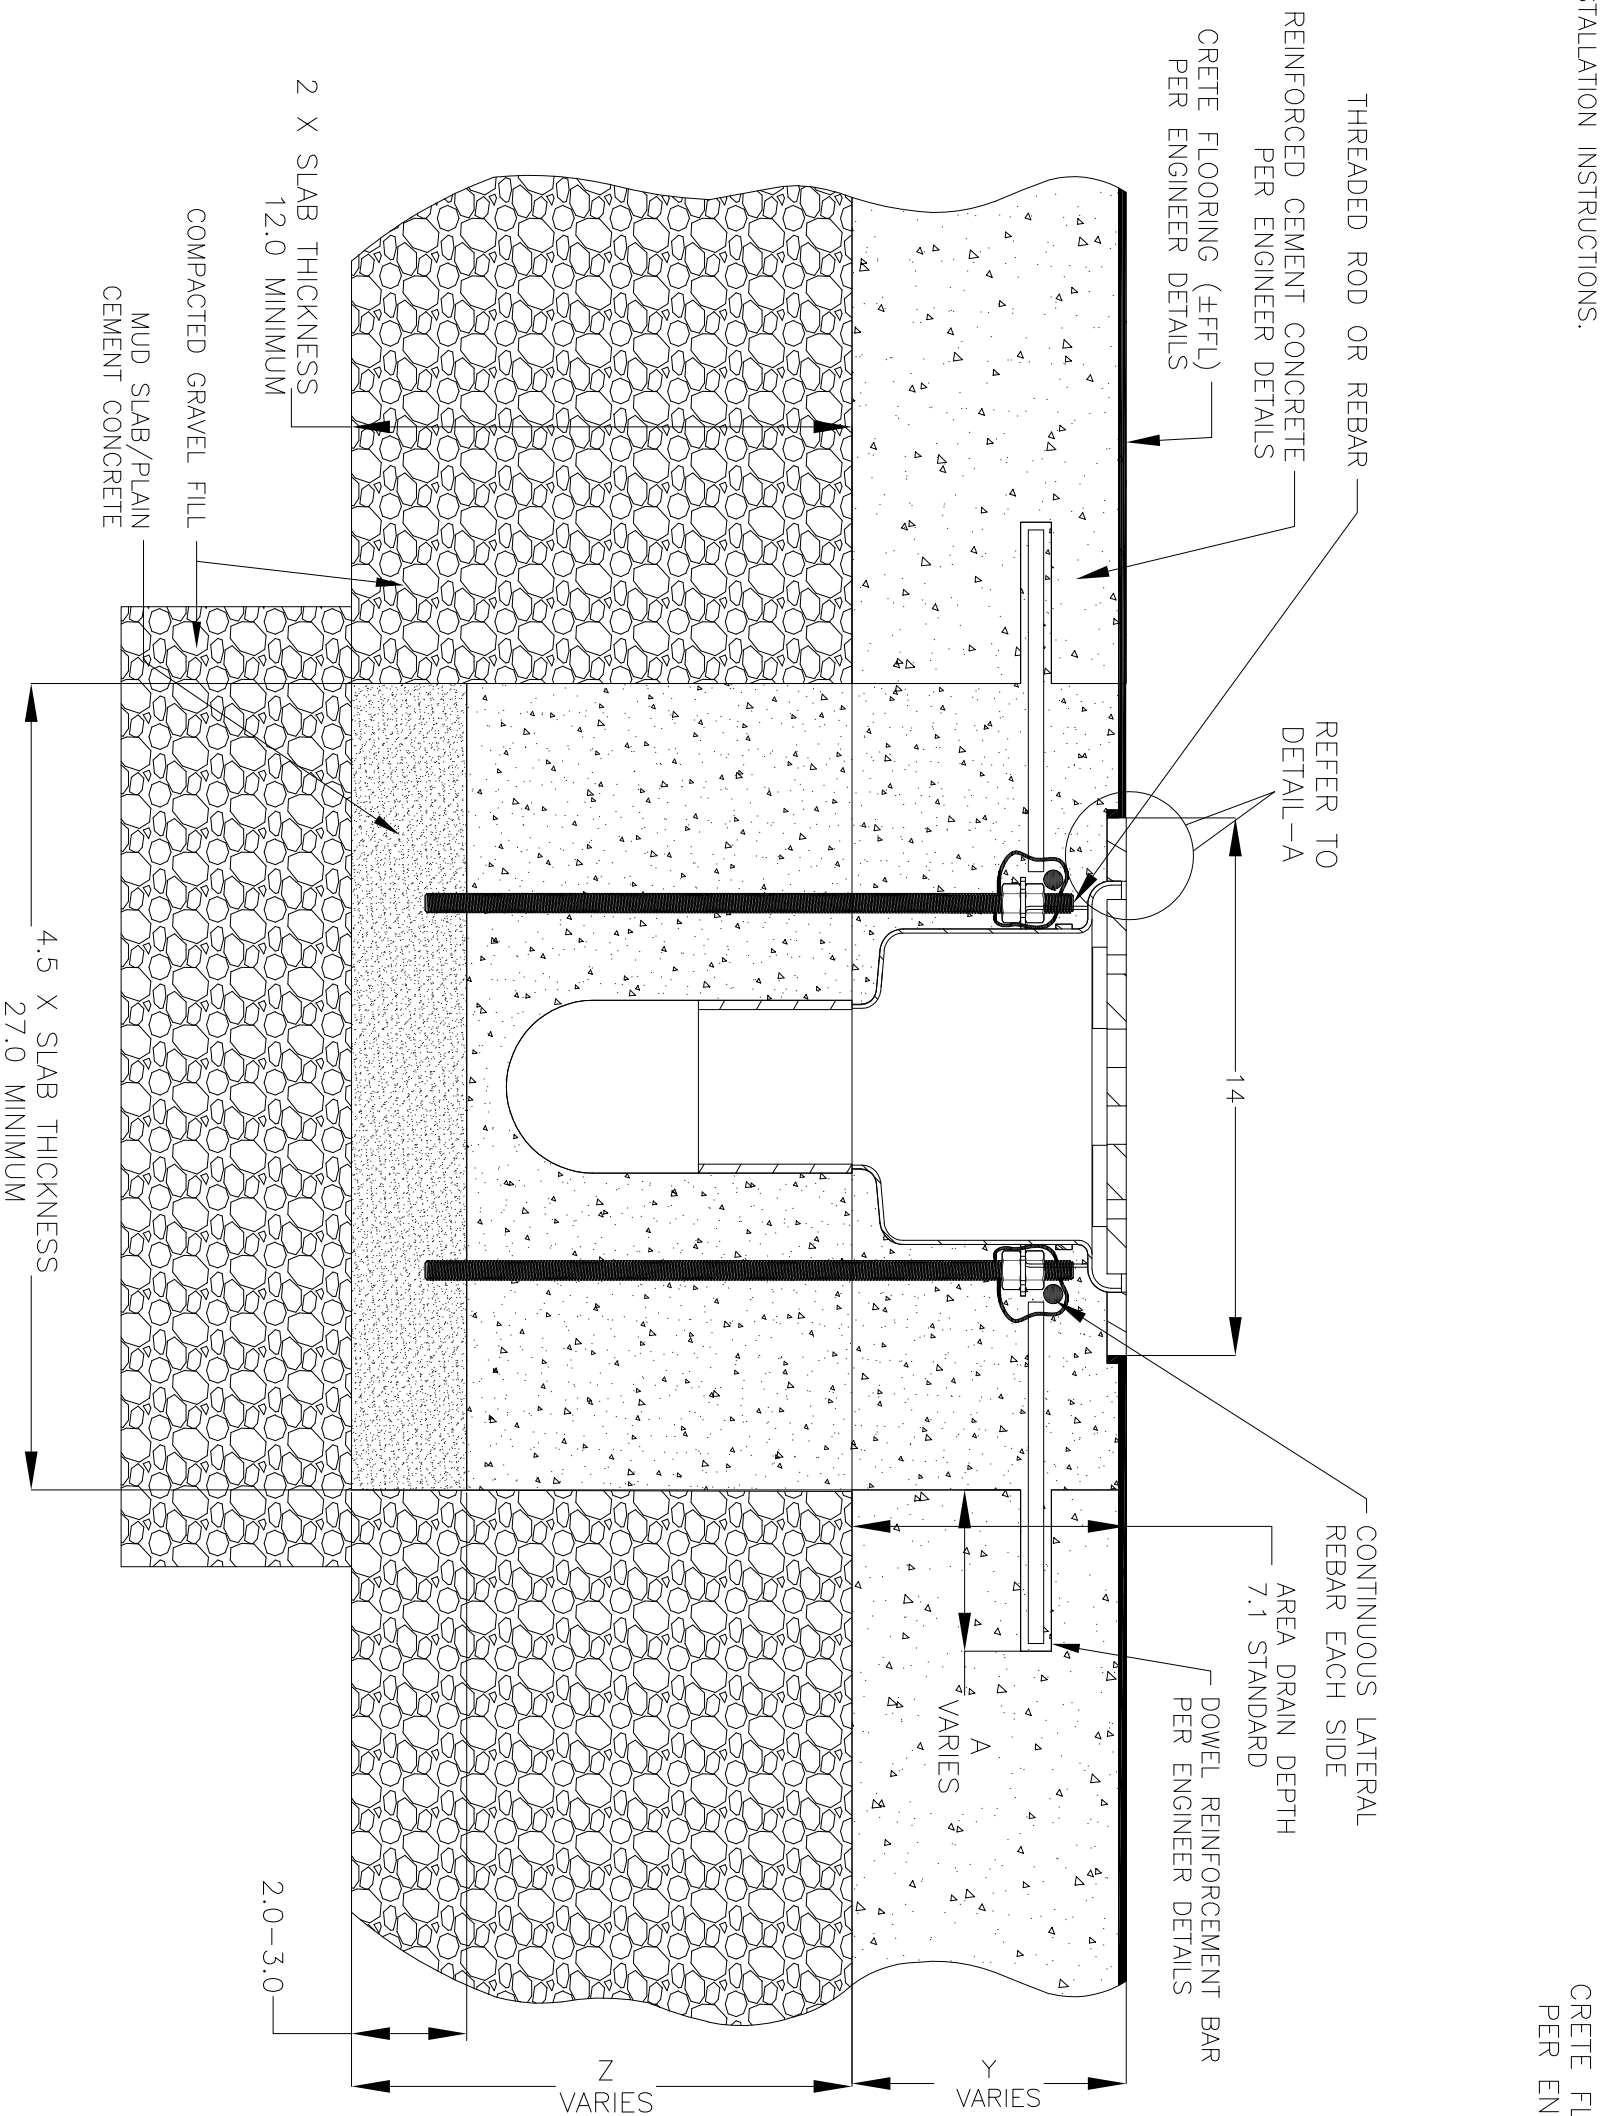 STALLATION INSTRUCTIONS.
THREADED ROD OR REBAR
REINFORCED CEMENT CONCRETE
PER ENGINEER DETAILS
CRETE FLOORING (±FFL)
PER ENGINEER DETAILS
2 X SLAB THICKNESS
12.0 MINIMUM
COMPACTED GRAVEL FILL
MUD SLAB/PLAIN
CEMENT CONCRETE
REFER TO
DETAIL-A
14
4.5 X SLAB THICKNESS
27.0 MINIMUM
CONTINUOUS LATERAL
REBAR EACH SIDE
AREA DRAIN DEPTH
7.1 STANDARD
DOWEL REINFORCEMENT BAR
PER ENGINEER DETAILS
A
VARIES
2.0-3.0
Y
VARIES
Z
VARIES
CRETE FL
PER EN